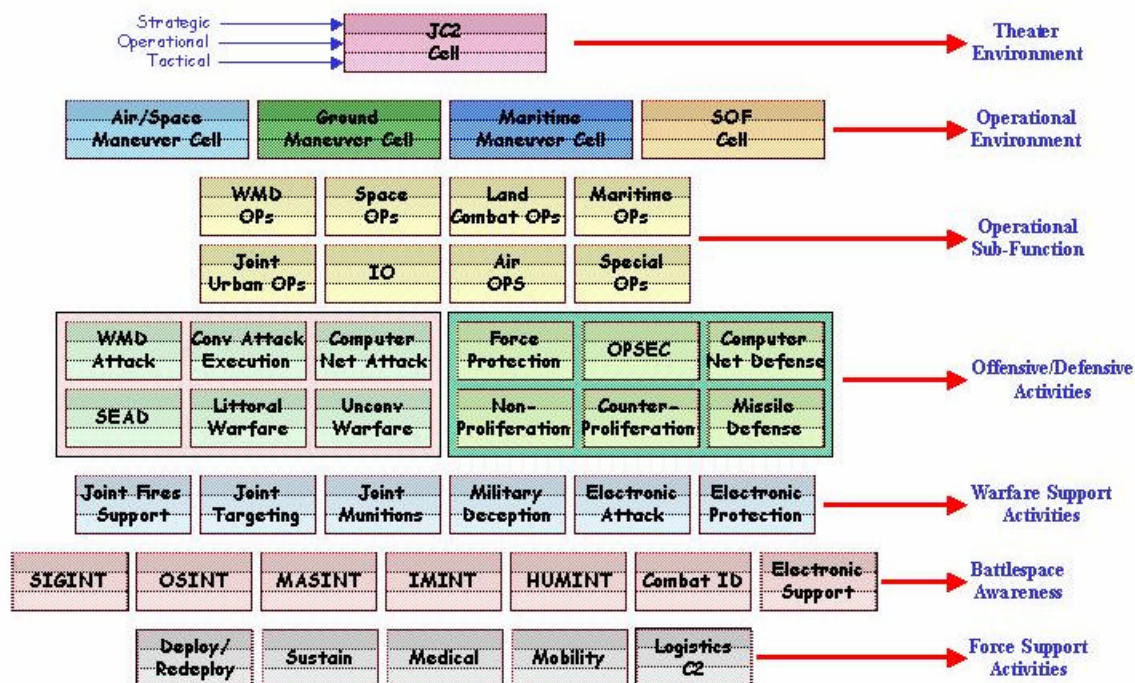 Strategic
Operational
Tactical
JC2
Cell
Theater
Environment
Air/Space
Maneuver Cell
Ground
Maneuver Cell
Maritime
Maneuver Cell
SOF
Cell
Operational
Environment
WMD
OPs
Space
OPs
Land
Combat OPs
Maritime
OPs
Joint
Urban OPs
IO
Air
OPS
Special
OPs
Operational
Sub-Function
WMD
Attack
Conv Attack
Execution
Computer
Net Attack
SEAD
Littoral
Warfare
Unconv
Warfare
Force
Protection
OPSEC
Computer
Net Defense
Non-
Proliferation
Counter-
Proliferation
Missile
Defense
Offensive/Defensive
Activities
Joint Fires
Support
Joint
Targeting
Joint
Munitions
Military
Deception
Electronic
Attack
Electronic
Protection
Warfare Support
Activities
SIGINT
OSINT
MASINT
IMINT
HUMINT
Combat ID
Electronic
Support
Battlespace
Awareness
Deploy/
Redeploy
Sustain
Medical
Mobility
Logistics
C2
Force Support
Activities